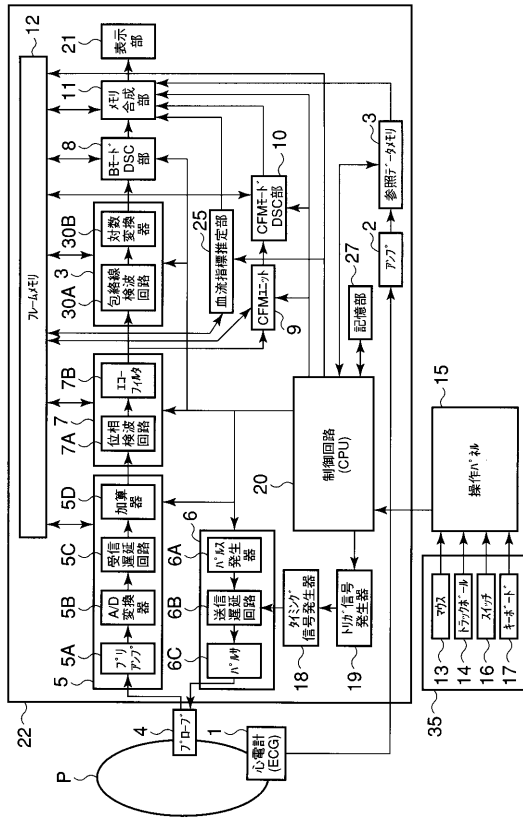 12
フレームメモリ
21
表示部
11
メモリ
合成部
8
Bモード
DSC
部
30B
対数
変換
器
3
30A
包絡線
検波
回路
7B
エコー
フィルタ
7
7A
位相
検波
回路
5D
加算
器
5C
受信
遅延
回路
5B
A/D
変換
器
5A
プリ
アンプ
5
22
25
血流指標推定部
10
CFMモード
DSC部
CFMユニット
9
3
参照データメモリ
2
アンプ
27
記憶部
制御回路
(CPU)
20
6
6A
パルス
発生
器
6B
送信
遅延
回路
6C
パルサ
タイミング
信号発生器
18
トリガ信号
発生器
19
4
プローブ
P
1
心電計
(ECG)
15
操作パネル
マウス
13
トラックボール
14
スイッチ
16
キーボード
17
35